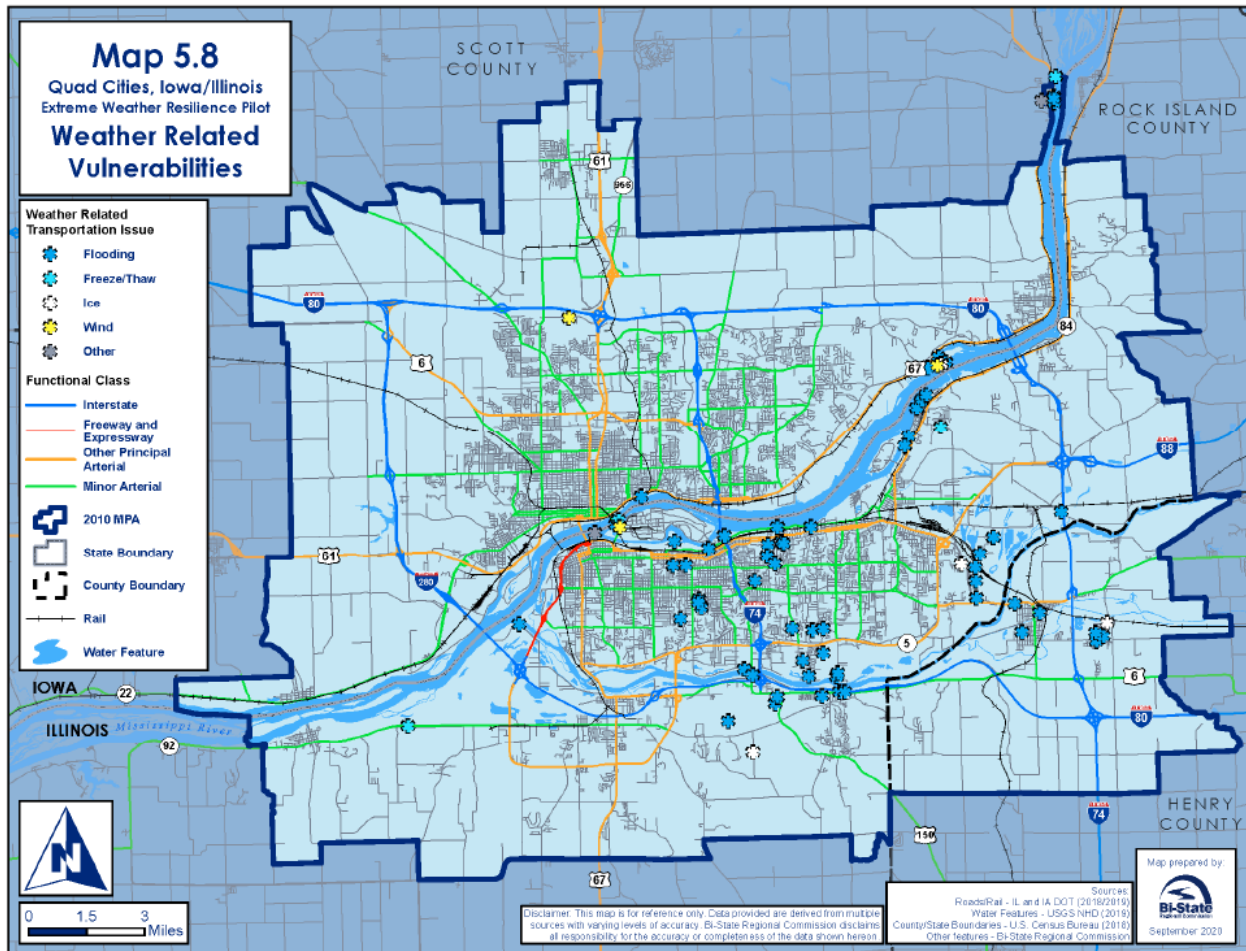 Map 5.8
Quad Cities, Iowa/Illinois
Extreme Weather Resilience Pilot
Weather Related
Vulnerabilities
SCOTT
COUNTY
ROCK ISLAND
COUNTY
Weather Related
Transportation Issue
Flooding
Freeze/Thaw
Ice
Wind
Other
Functional Class
Interstate
Freeway and
Expressway
Other Principal
Arterial
Minor Arterial
2010 MPA
State Boundary
County Boundary
Rail
Water Feature
61
966
80
80
84
6
67
88
61
280
74
5
6
IOWA
22
80
ILLINOIS
Mississippi River
92
HENRY
COUNTY
74
150
67
N
0 1.5 3
Miles
Disclaimer: This map is for reference only. Data provided are derived from multiple
sources with varying levels of accuracy. Bi-State Regional Commission disclaims
all responsibility for the accuracy or completeness of the data shown hereon.
Sources:
Roads/Rail - IL and IA DOT (2018/2019)
Water Features - USGS NHD (2019)
County/State Boundaries - U.S. Census Bureau (2018)
Other features - Bi-State Regional Commission
Map prepared by:
Bi-State
Regional Commission
September 2020